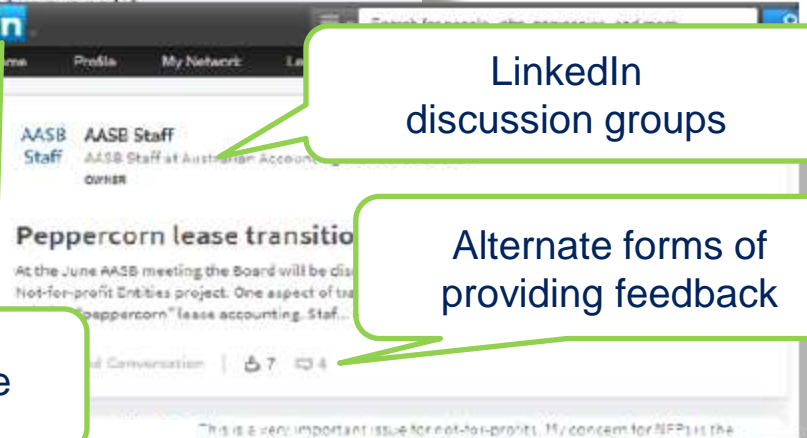 n
Profile My Network
LinkedIn
discussion groups
AASB AASB Staff
Staff AASB Staff at Australian
OWNER
Peppercorn lease transitio
At the June AASB meeting the Board will be dis
Not-for-profit Entities project. One aspect of
"peppercorn" lease accounting. Staf...
Alternate forms of
providing feedback
Conversation | 7 4
e
This is a very important issue for not-for-profits. My concern for NFPs is the